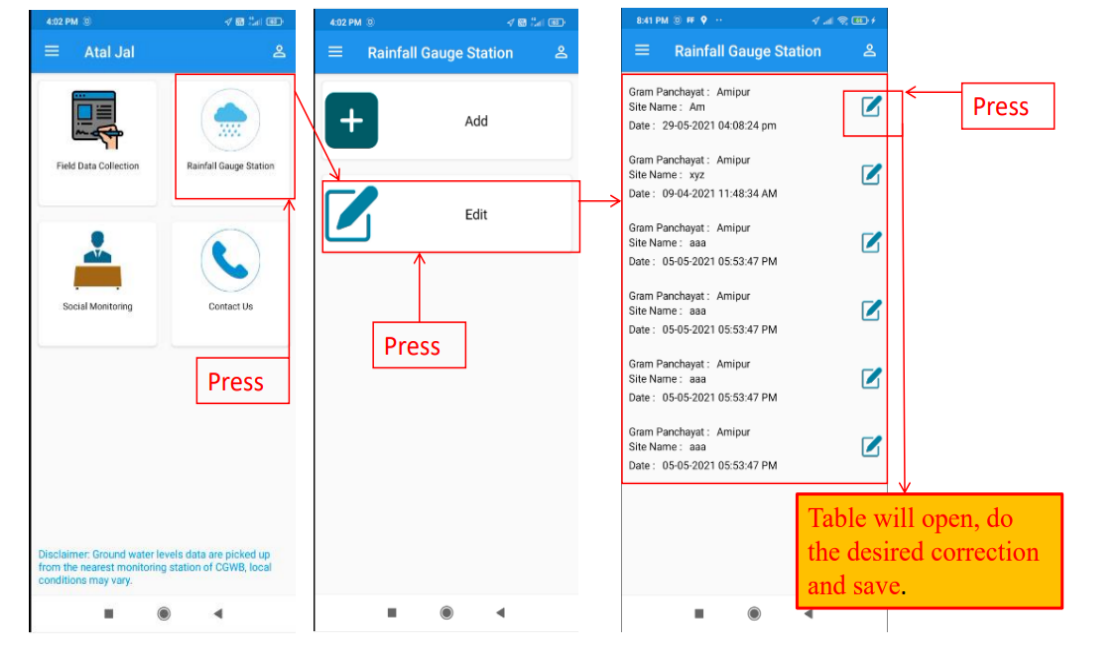 4:02 PM
Atal Jal
Field Data Collection
Rainfall Gauge Station
Social Monitoring
Contact Us
Press
Disclaimer: Ground water levels data are picked up
from the nearest monitoring station of CGWB, local
conditions may vary.
4:02 PM
Rainfall Gauge Station
Add
Edit
Press
8:41 PM
Rainfall Gauge Station
Gram Panchayat : Amipur
Site Name : Am
Date : 29-05-2021 04:08:24 pm
Gram Panchayat : Amipur
Site Name : xyz
Date : 09-04-2021 11:48:34 AM
Gram Panchayat : Amipur
Site Name : aaa
Date : 05-05-2021 05:53:47 PM
Gram Panchayat : Amipur
Site Name : aaa
Date : 05-05-2021 05:53:47 PM
Gram Panchayat : Amipur
Site Name : aaa
Date : 05-05-2021 05:53:47 PM
Gram Panchayat : Amipur
Site Name : aaa
Date : 05-05-2021 05:53:47 PM
Press
Table will open, do
the desired correction
and save.